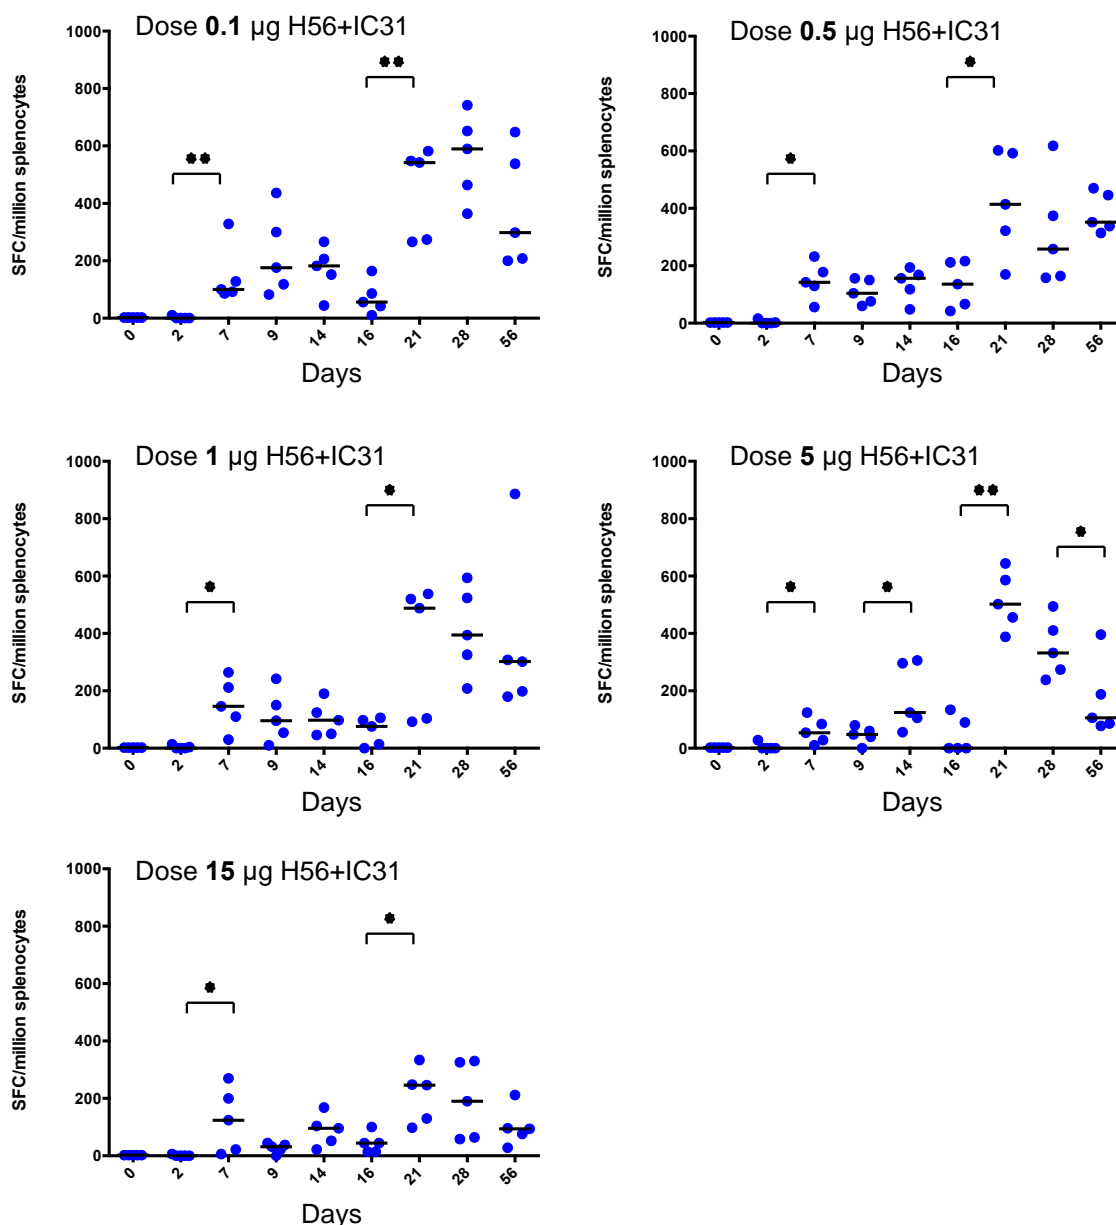 Dose 0.1 µg H56+IC31
SFC/million splenocytes
1000
800
600
400
200
0
** **
0 2 7 9 14 16 21 28 56
Days
Dose 0.5 µg H56+IC31
SFC/million splenocytes
1000
800
600
400
200
0
* *
0 2 7 9 14 16 21 28 56
Days
Dose 1 µg H56+IC31
SFC/million splenocytes
1000
800
600
400
200
0
* *
0 2 7 9 14 16 21 28 56
Days
Dose 5 µg H56+IC31
SFC/million splenocytes
1000
800
600
400
200
0
* * ** *
0 2 7 9 14 16 21 28 56
Days
Dose 15 µg H56+IC31
SFC/million splenocytes
1000
800
600
400
200
0
* *
0 2 7 9 14 16 21 28 56
Days